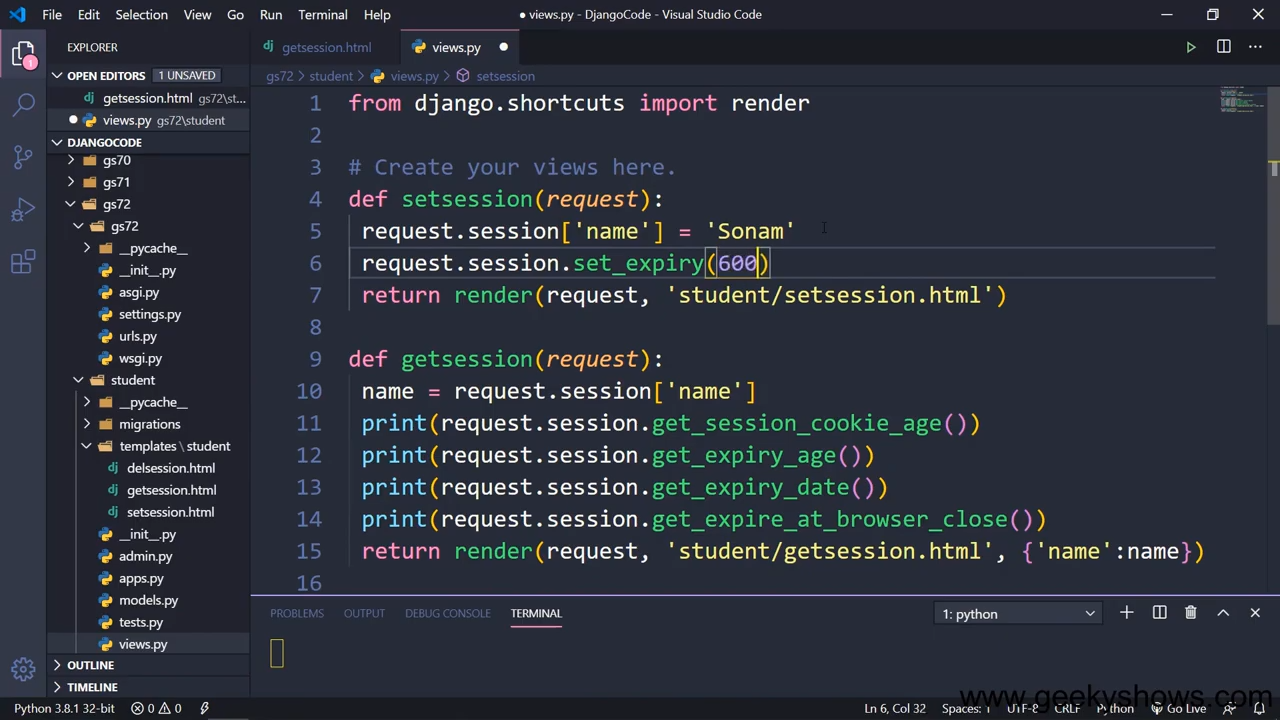 File Edit Selection View Go Run Terminal Help
● views.py - DjangoCode - Visual Studio Code
EXPLORER
getsession.html
views.py
OPEN EDITORS 1 UNSAVED
getsession.html gs72\st...
views.py gs72\student
gs72 > student > views.py > setsession
DJANGOCODE
gs70
gs71
gs72
gs72
__pycache__
__init__.py
asgi.py
settings.py
urls.py
wsgi.py
student
__pycache__
migrations
templates \ student
delsession.html
getsession.html
setsession.html
__init__.py
admin.py
apps.py
models.py
tests.py
views.py
OUTLINE
TIMELINE
1 from django.shortcuts import render
2
3 # Create your views here.
4 def setsession(request):
5 request.session['name'] = 'Sonam'
6 request.session.set_expiry(600)
7 return render(request, 'student/setsession.html')
8
9 def getsession(request):
10 name = request.session['name']
11 print(request.session.get_session_cookie_age())
12 print(request.session.get_expiry_age())
13 print(request.session.get_expiry_date())
14 print(request.session.get_expire_at_browser_close())
15 return render(request, 'student/getsession.html', {'name':name})
16
PROBLEMS OUTPUT DEBUG CONSOLE TERMINAL
1: python
www.geekyshows.com
Python 3.8.1 32-bit 0 0
Ln 6, Col 32 Spaces: 1 UTF-8 CRLF Python Go Live